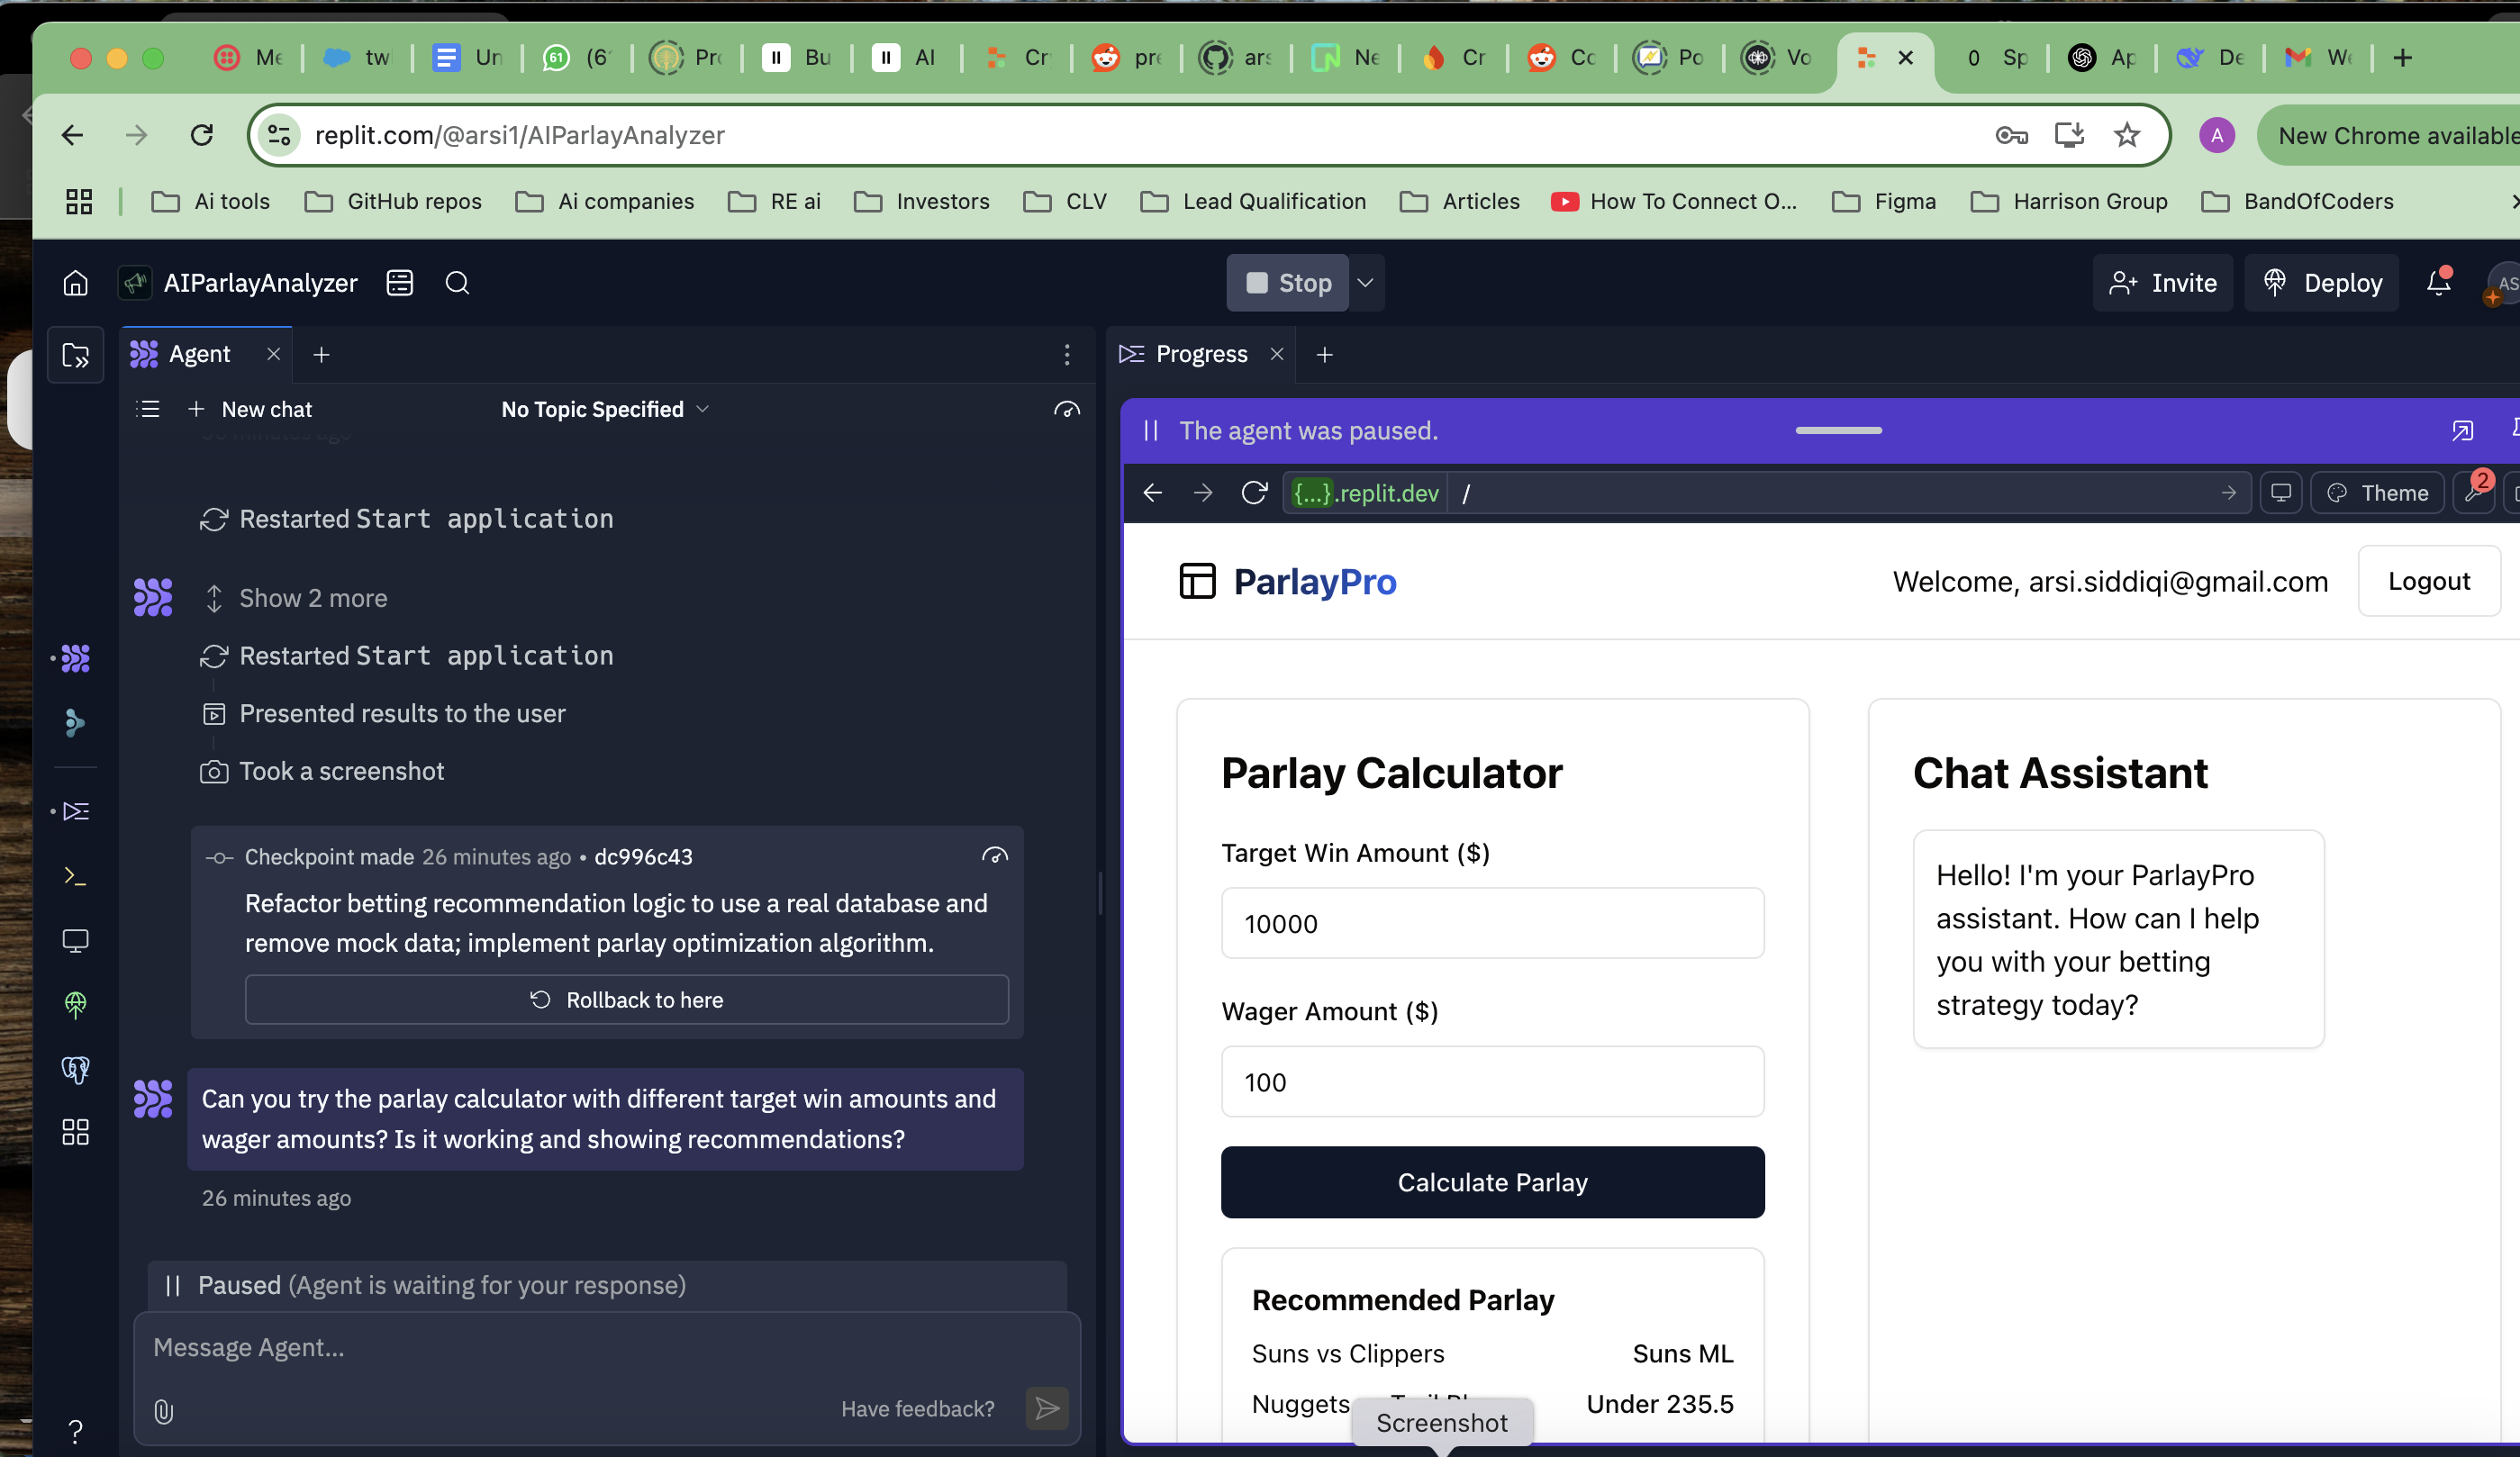 Me
tw
Un
61
(6
Pro
Bu
AI
Cr
pre
ars
Ne
Cr
Co
Po
Vo
0 Sp
Ap
De
We
replit.com/@arsi1/AIParlayAnalyzer
A
New Chrome available
Ai tools
GitHub repos
Ai companies
RE ai
Investors
CLV
Lead Qualification
Articles
How To Connect O...
Figma
Harrison Group
BandOfCoders
AIParlayAnalyzer
Stop
Invite
Deploy
AS
Agent
New chat
No Topic Specified
Restarted Start application
Show 2 more
Restarted Start application
Presented results to the user
Took a screenshot
Checkpoint made 26 minutes ago • dc996c43
Refactor betting recommendation logic to use a real database and
remove mock data; implement parlay optimization algorithm.
Rollback to here
Can you try the parlay calculator with different target win amounts and
wager amounts? Is it working and showing recommendations?
26 minutes ago
Paused (Agent is waiting for your response)
Message Agent...
Have feedback?
Progress
The agent was paused.
{...}.replit.dev /
Theme
2
ParlayPro
Welcome, arsi.siddiqi@gmail.com
Logout
Parlay Calculator
Target Win Amount ($)
10000
Wager Amount ($)
100
Calculate Parlay
Recommended Parlay
Suns vs Clippers Suns ML
Nuggets Under 235.5
Screenshot
Chat Assistant
Hello! I'm your ParlayPro
assistant. How can I help
you with your betting
strategy today?